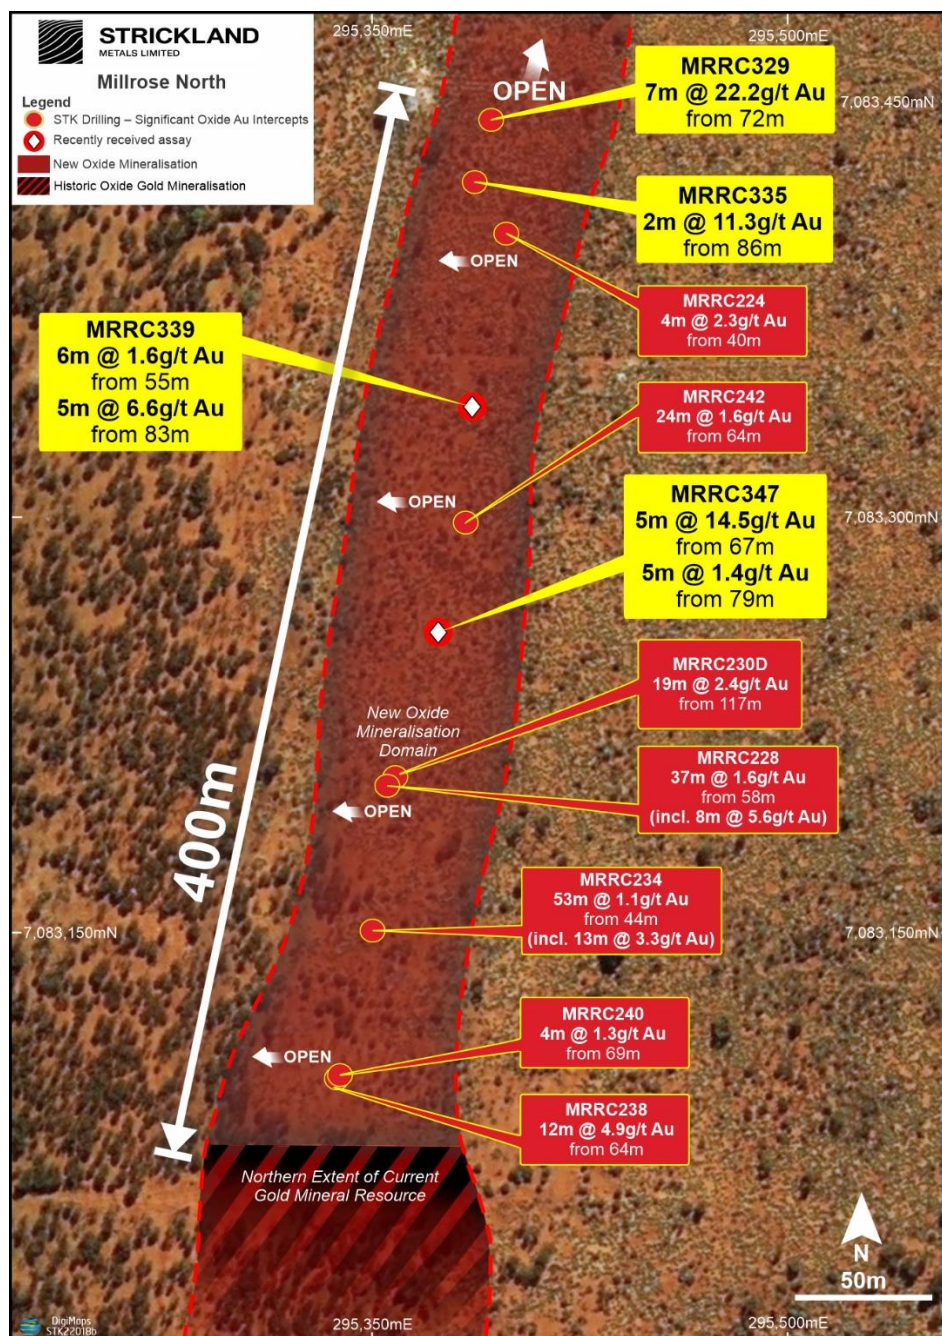 STRICKLAND
METALS LIMITED
Millrose North
Legend
STK Drilling – Significant Oxide Au Intercepts
Recently received assay
New Oxide Mineralisation
Historic Oxide Gold Mineralisation
295,350mE
295,500mE
OPEN
MRRC329
7m @ 22.2g/t Au
from 72m
7,083,450mN
MRRC335
2m @ 11.3g/t Au
from 86m
OPEN
MRRC224
4m @ 2.3g/t Au
from 40m
MRRC339
6m @ 1.6g/t Au
from 55m
5m @ 6.6g/t Au
from 83m
MRRC242
24m @ 1.6g/t Au
from 64m
OPEN
MRRC347
5m @ 14.5g/t Au
from 67m
5m @ 1.4g/t Au
from 79m
7,083,300mN
MRRC230D
19m @ 2.4g/t Au
from 117m
New Oxide
Mineralisation
Domain
MRRC228
37m @ 1.6g/t Au
from 58m
(incl. 8m @ 5.6g/t Au)
OPEN
400m
MRRC234
53m @ 1.1g/t Au
from 44m
(incl. 13m @ 3.3g/t Au)
7,083,150mN
7,083,150mN
MRRC240
4m @ 1.3g/t Au
from 69m
OPEN
MRRC238
12m @ 4.9g/t Au
from 64m
Northern Extent of Current
Gold Mineral Resource
N
50m
DigiMaps
STK22018b
295,350mE
295,500mE